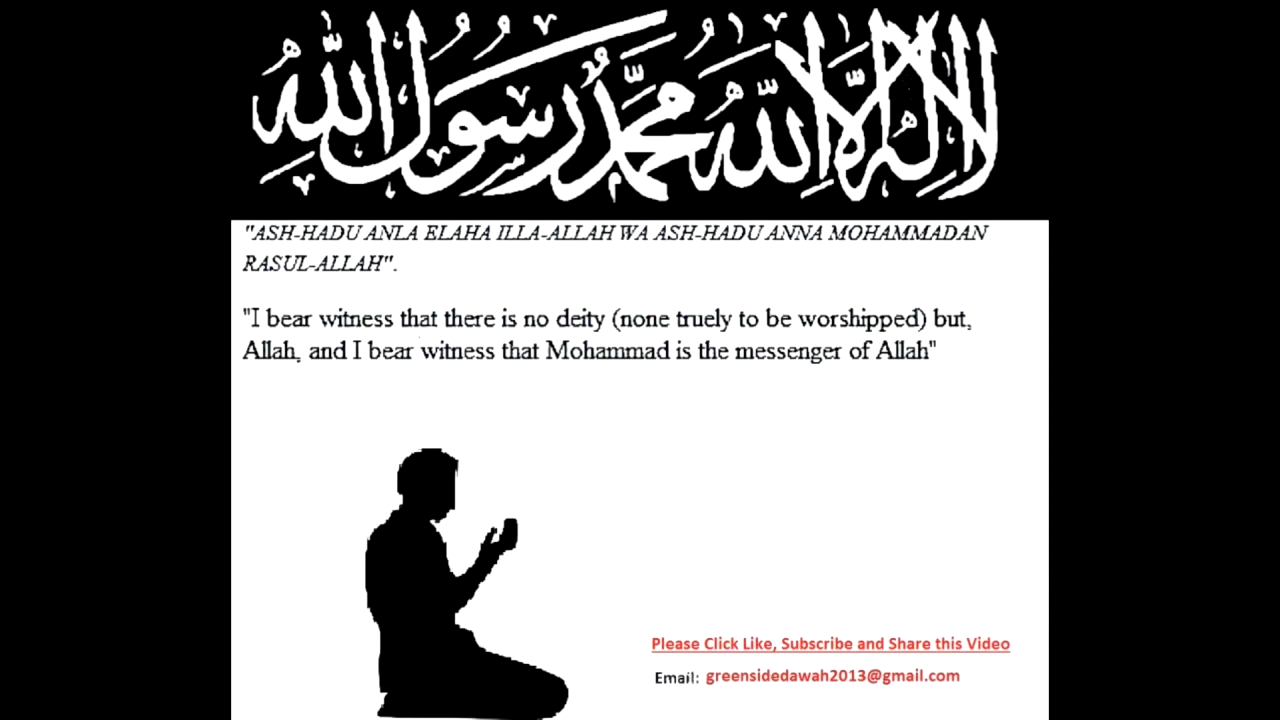 لا إله إلا الله محمد رسول الله
"ASH-HADU ANLA ELAHA ILLA-ALLAH WA ASH-HADU ANNA MOHAMMADAN
RASUL-ALLAH".
"I bear witness that there is no deity (none truely to be worshipped) but,
Allah, and I bear witness that Mohammad is the messenger of Allah"
Please Click Like, Subscribe and Share this Video
Email: greensidedawah2013@gmail.com